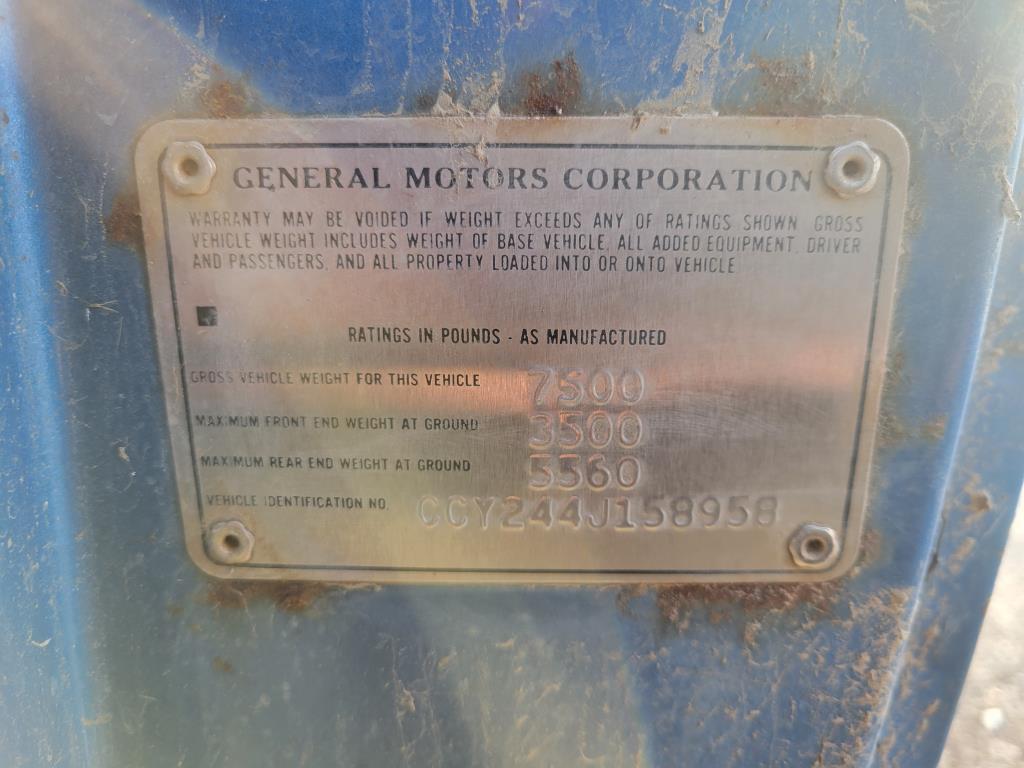 GENERAL MOTORS CORPORATION
WARRANTY MAY BE VOIDED IF WEIGHT EXCEEDS ANY OF RATINGS SHOWN. GROSS
VEHICLE WEIGHT INCLUDES WEIGHT OF BASE VEHICLE, ALL ADDED EQUIPMENT, DRIVER
AND PASSENGERS, AND ALL PROPERTY LOADED INTO OR ONTO VEHICLE.
RATINGS IN POUNDS - AS MANUFACTURED
GROSS VEHICLE WEIGHT FOR THIS VEHICLE 7500
MAXIMUM FRONT END WEIGHT AT GROUND 3500
MAXIMUM REAR END WEIGHT AT GROUND 5360
VEHICLE IDENTIFICATION NO. CCY244J158958